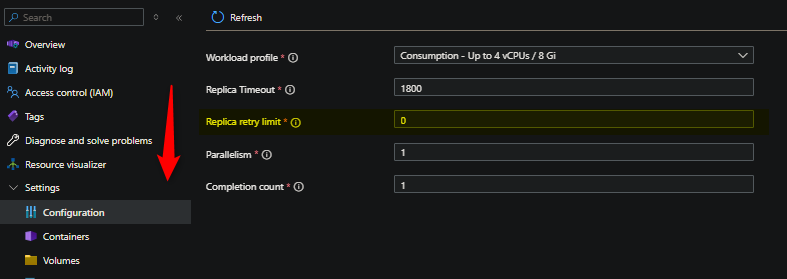 Search
«
Refresh
Overview
Activity log
Access control (IAM)
Tags
Diagnose and solve problems
Resource visualizer
Settings
Configuration
Containers
Volumes
Workload profile * Consumption - Up to 4 vCPUs / 8 Gi
Replica Timeout * 1800
Replica retry limit * 0
Parallelism * 1
Completion count * 1